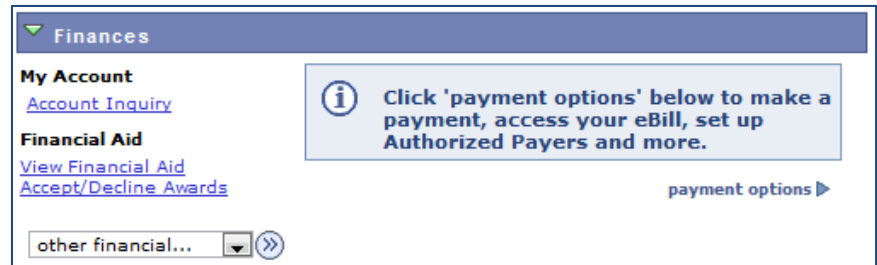 Finances
My Account
Account Inquiry
Financial Aid
View Financial Aid
Accept/Decline Awards
other financial...
Click 'payment options' below to make a
payment, access your eBill, set up
Authorized Payers and more.
payment options